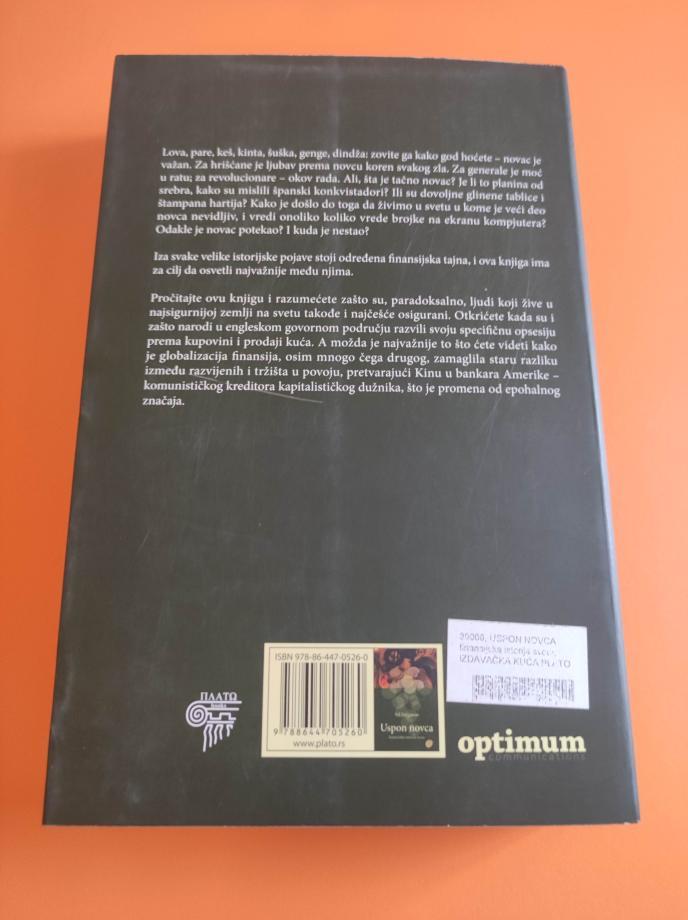 Lova, pare, keš, kinta, šuška, genge, dindža: zovite ga kako god hoćete – novac je
važan. Za hrišćane je ljubav prema novcu koren svakog zla. Za generale je moć
u ratu; za revolucionare – okov rada. Ali, šta je tačno novac? Je li to planina od
srebra, kako su mislili španski konkvistadori? Ili su dovoljne glinene tablice i
štampana hartija? Kako je došlo do toga da živimo u svetu u kome je veći deo
novca nevidljiv, i vredi onoliko koliko vrede brojke na ekranu kompjutera?
Odakle je novac potekao? I kuda je nestao?
Iza svake velike istorijske pojave stoji određena finansijska tajna, i ova knjiga ima
za cilj da osvetli najvažnije među njima.
Pročitajte ovu knjigu i razumećete zašto su, paradoksalno, ljudi koji žive u
najsigurnijoj zemlji na svetu takođe i najčešće osigurani. Otkrićete kada su i
zašto narodi u engleskom govornom području razvili svoju specifičnu opsesiju
prema kupovini i prodaji kuća. A možda je najvažnije to što ćete videti kako
je globalizacija finansija, osim mnogo čega drugog, zamaglila staru razliku
između razvijenih i tržišta u povoju, pretvarajući Kinu u bankara Amerike –
komunističkog kreditora kapitalističkog dužnika, što je promena od epohalnog
značaja.
ПЛАТΩ
books
ISBN 978-86-447-0526-0
9 788644 705260
www.plato.rs
Uspon novca
USPON NOVCA
finansijska istorija
IZDAVAČKA KUĆA PLATO
optimum
communications